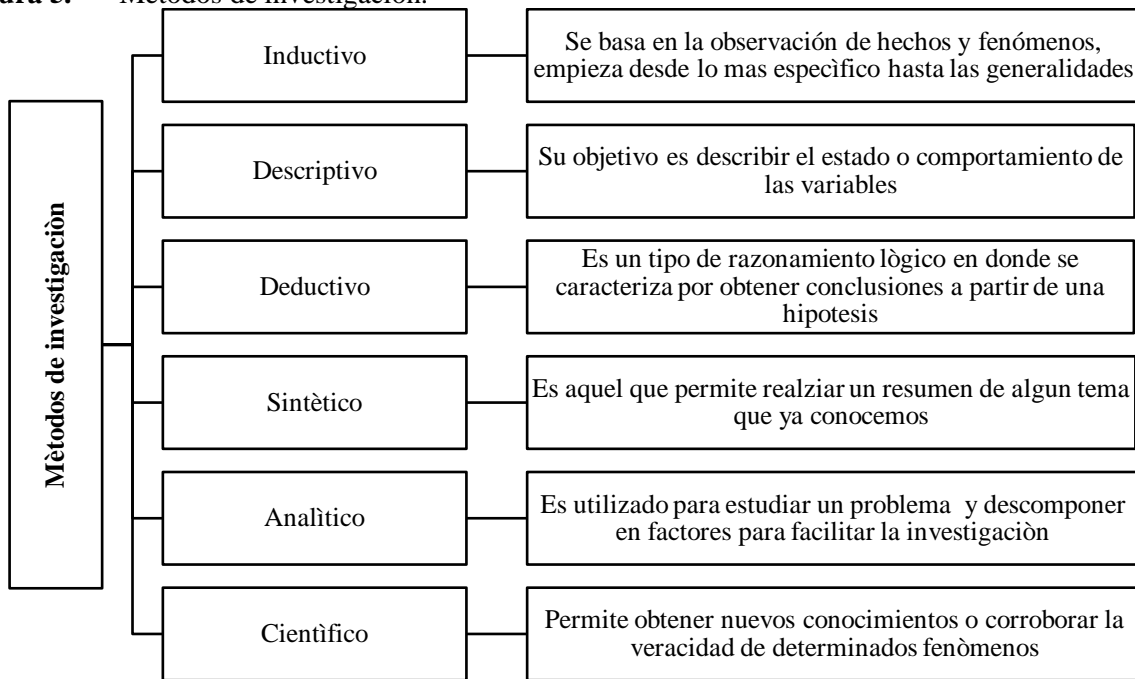 Métodos de investigación.
Inductivo
Se basa en la observación de hechos y fenómenos,
empieza desde lo mas especìfico hasta las generalidades
Descriptivo
Su objetivo es describir el estado o comportamiento de
las variables
Mètodos de investigaciòn
Deductivo
Es un tipo de razonamiento lògico en donde se
caracteriza por obtener conclusiones a partir de una
hipotesis
Sintètico
Es aquel que permite realziar un resumen de algun tema
que ya conocemos
Analìtico
Es utilizado para estudiar un problema y descomponer
en factores para facilitar la investigaciòn
Cientìfico
Permite obtener nuevos conocimientos o corroborar la
veracidad de determinados fenòmenos